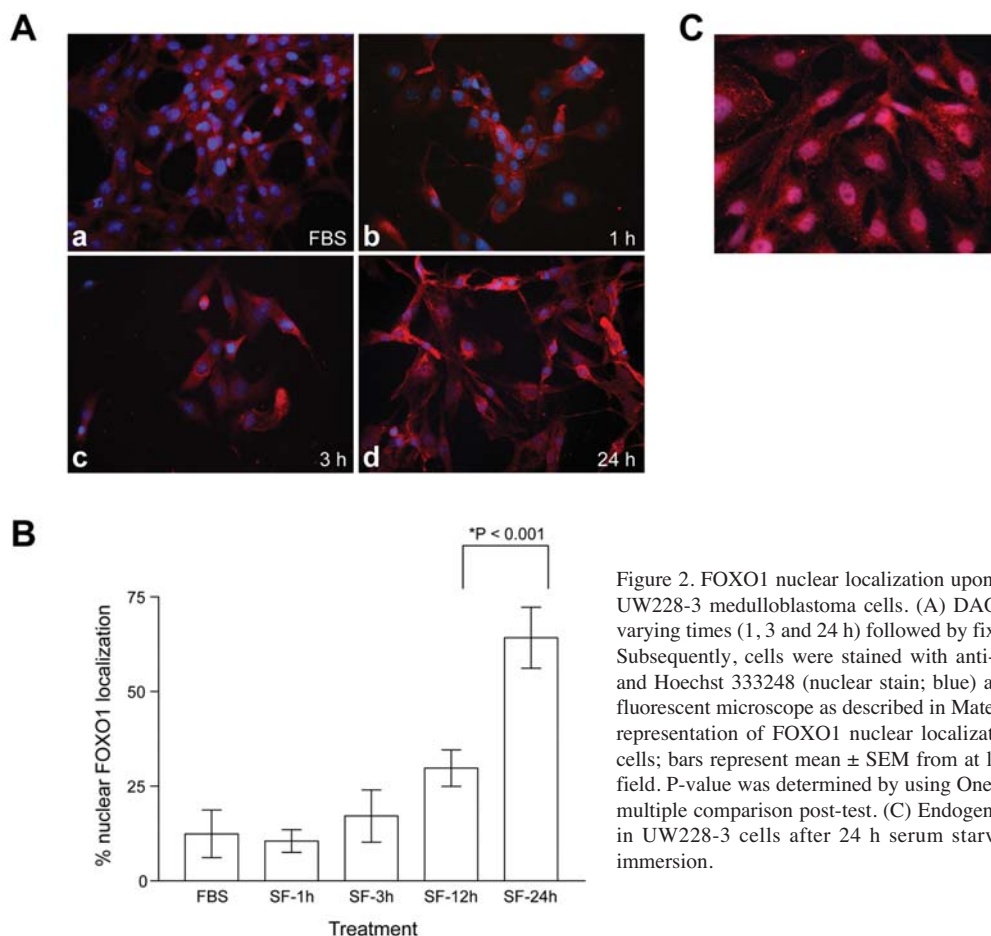 A
C
a
FBS
b
1 h
c
3 h
d
24 h
B
*P < 0.001
75
50
25
0
% nuclear FOXO1 localization
FBS
SF-1h
SF-3h
SF-12h
SF-24h
Treatment
Figure 2. FOXO1 nuclear localization upon
UW228-3 medulloblastoma cells. (A) DAO
varying times (1, 3 and 24 h) followed by fix
Subsequently, cells were stained with anti-
and Hoechst 333248 (nuclear stain; blue) a
fluorescent microscope as described in Mate
representation of FOXO1 nuclear localizat
cells; bars represent mean ± SEM from at l
field. P-value was determined by using One
multiple comparison post-test. (C) Endogen
in UW228-3 cells after 24 h serum starv
immersion.